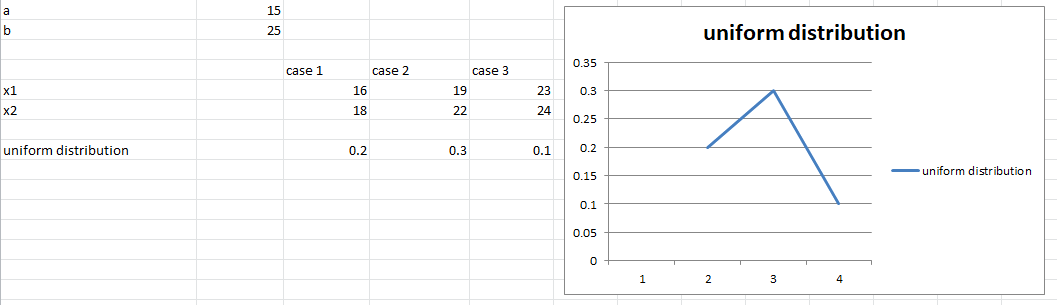 a 15
b 25
case 1 case 2 case 3
x1 16 19 23
x2 18 22 24
uniform distribution 0.2 0.3 0.1
uniform distribution
0.35
0.3
0.25
0.2
0.15
0.1
0.05
0
1 2 3 4
uniform distribution